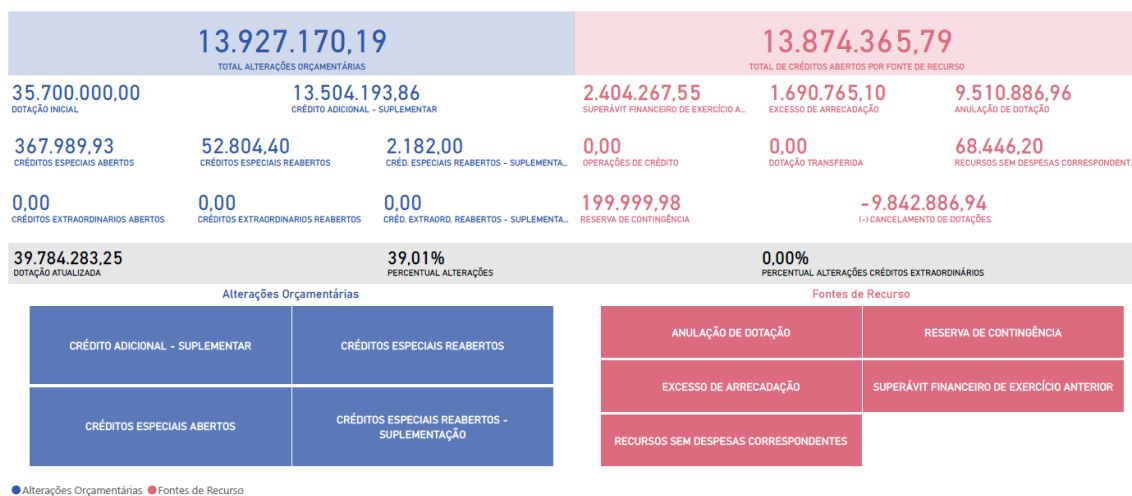 13.927.170,19
TOTAL ALTERAÇÕES ORÇAMENTÁRIAS
13.874.365,79
TOTAL DE CRÉDITOS ABERTOS POR FONTE DE RECURSO
35.700.000,00
DOTAÇÃO INICIAL
13.504.193,86
CRÉDITO ADICIONAL - SUPLEMENTAR
2.404.267,55
SUPERÁVIT FINANCEIRO DE EXERCÍCIO A...
1.690.765,10
EXCESSO DE ARRECADAÇÃO
9.510.886,96
ANULAÇÃO DE DOTAÇÃO
367.989,93
CRÉDITOS ESPECIAIS ABERTOS
52.804,40
CRÉDITOS ESPECIAIS REABERTOS
2.182,00
CRÉD. ESPECIAIS REABERTOS - SUPLEMENTA...
0,00
OPERAÇÕES DE CRÉDITO
0,00
DOTAÇÃO TRANSFERIDA
68.446,20
RECURSOS SEM DESPESAS CORRESPONDENT...
0,00
CRÉDITOS EXTRAORDINARIOS ABERTOS
0,00
CRÉDITOS EXTRAORDINARIOS REABERTOS
0,00
CRÉD. EXTRAORD. REABERTOS - SUPLEMENTA...
199.999,98
RESERVA DE CONTINGÊNCIA
-9.842.886,94
(-) CANCELAMENTO DE DOTAÇÕES
39.784.283,25
DOTAÇÃO ATUALIZADA
39,01%
PERCENTUAL ALTERAÇÕES
0,00%
PERCENTUAL ALTERAÇÕES CRÉDITOS EXTRAORDINÁRIOS
Alterações Orçamentárias
CRÉDITO ADICIONAL - SUPLEMENTAR
CRÉDITOS ESPECIAIS REABERTOS
CRÉDITOS ESPECIAIS ABERTOS
CRÉDITOS ESPECIAIS REABERTOS -
SUPLEMENTAÇÃO
Fontes de Recurso
ANULAÇÃO DE DOTAÇÃO
RESERVA DE CONTINGÊNCIA
EXCESSO DE ARRECADAÇÃO
SUPERÁVIT FINANCEIRO DE EXERCÍCIO ANTERIOR
RECURSOS SEM DESPESAS CORRESPONDENTES
Alterações Orçamentárias Fontes de Recurso